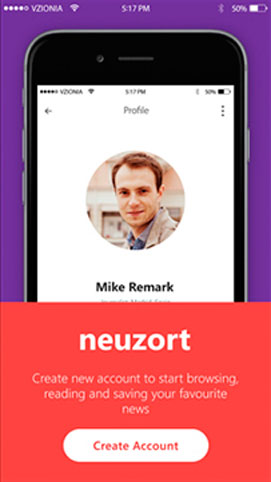 VZIONIA 5:17 PM 50%
VZIONIA 5:17 PM 50%
Profile
Mike Remark
neuzort
Create new account to start browsing,
reading and saving your favourite
news
Create Account